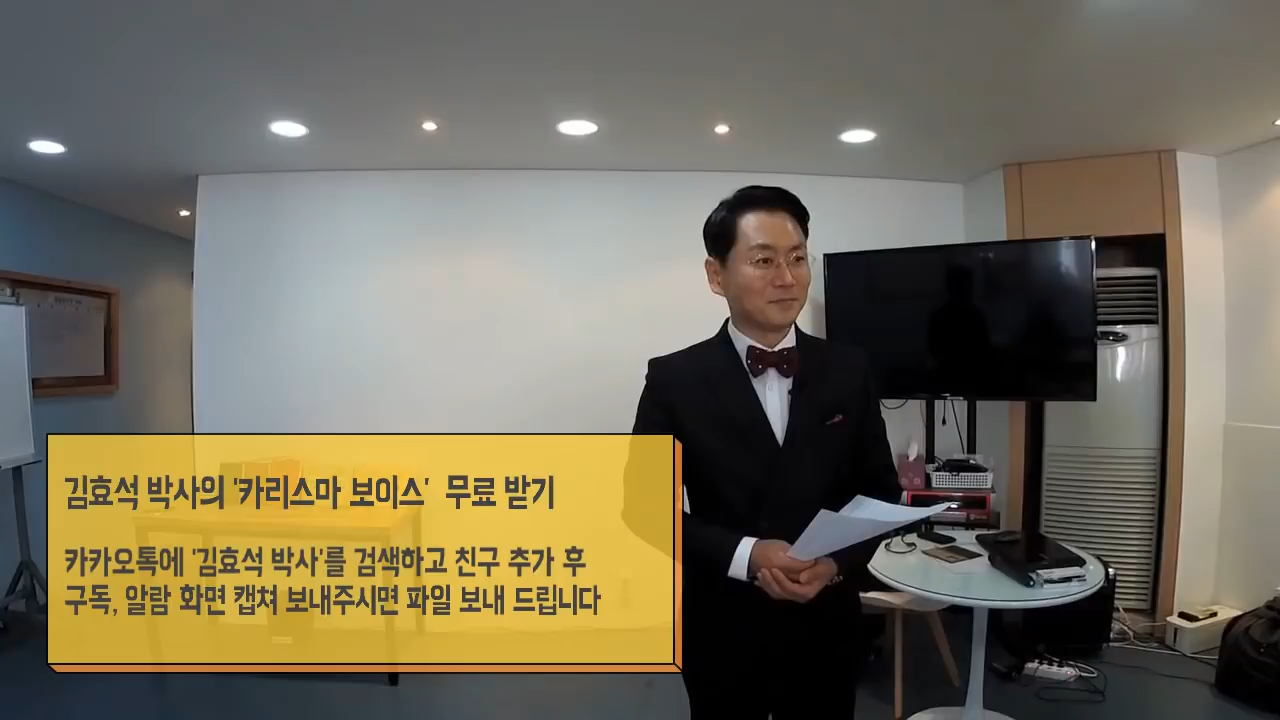 김효석 박사의 '카리스마 보이스' 무료 받기
카카오톡에 '김효석 박사'를 검색하고 친구 추가 후
구독, 알람 화면 캡쳐 보내주시면 파일 보내 드립니다